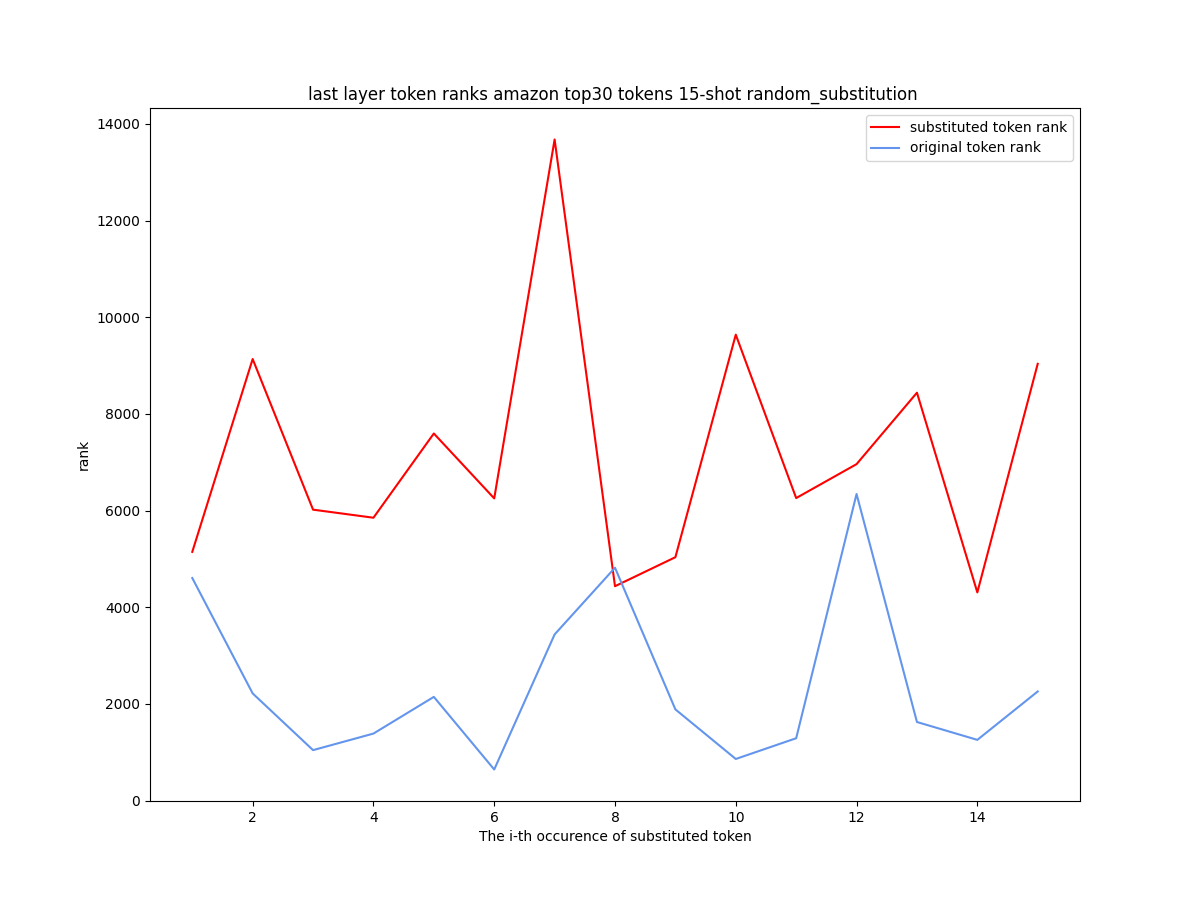 last layer token ranks amazon top30 tokens 15-shot random_substitution
substituted token rank
original token rank
14000
12000
10000
8000
6000
4000
2000
0
rank
2 4 6 8 10 12 14
The i-th occurence of substituted token